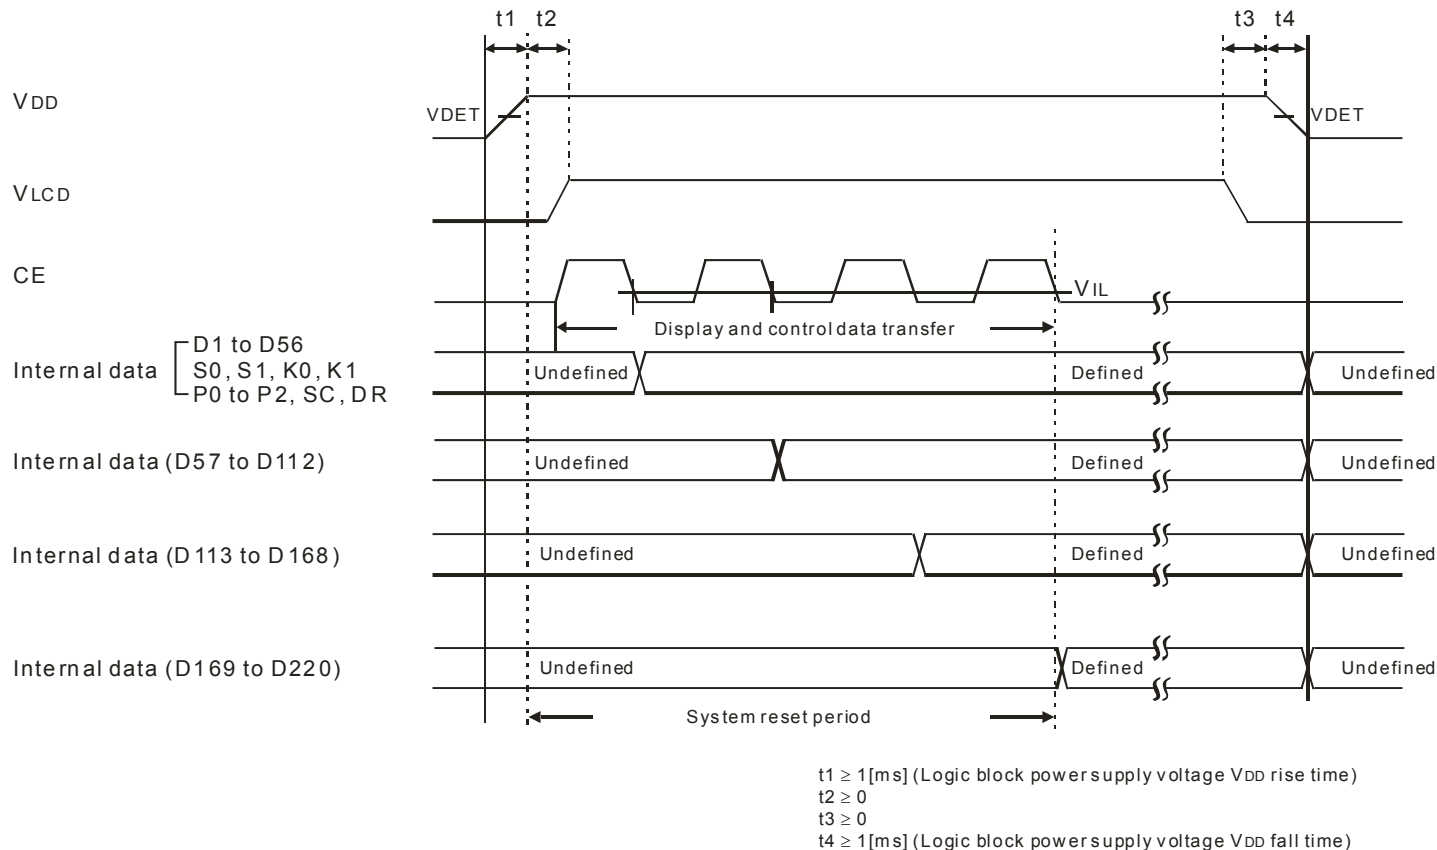 t1 t2 t3 t4
VDD
VDET VDET
VLCD
CE
VIL
Display and control data transfer
D1 to D56
Internal data S0, S1, K0, K1 Undefined Defined Undefined
P0 to P2, SC, DR
Internal data (D57 to D112) Undefined Defined Undefined
Internal data (D113 to D168) Undefined Defined Undefined
Internal data (D169 to D220) Undefined Defined Undefined
System reset period
t1 ≥ 1[ms] (Logic block power supply voltage VDD rise time)
t2 ≥ 0
t3 ≥ 0
t4 ≥ 1[ms] (Logic block power supply voltage VDD fall time)